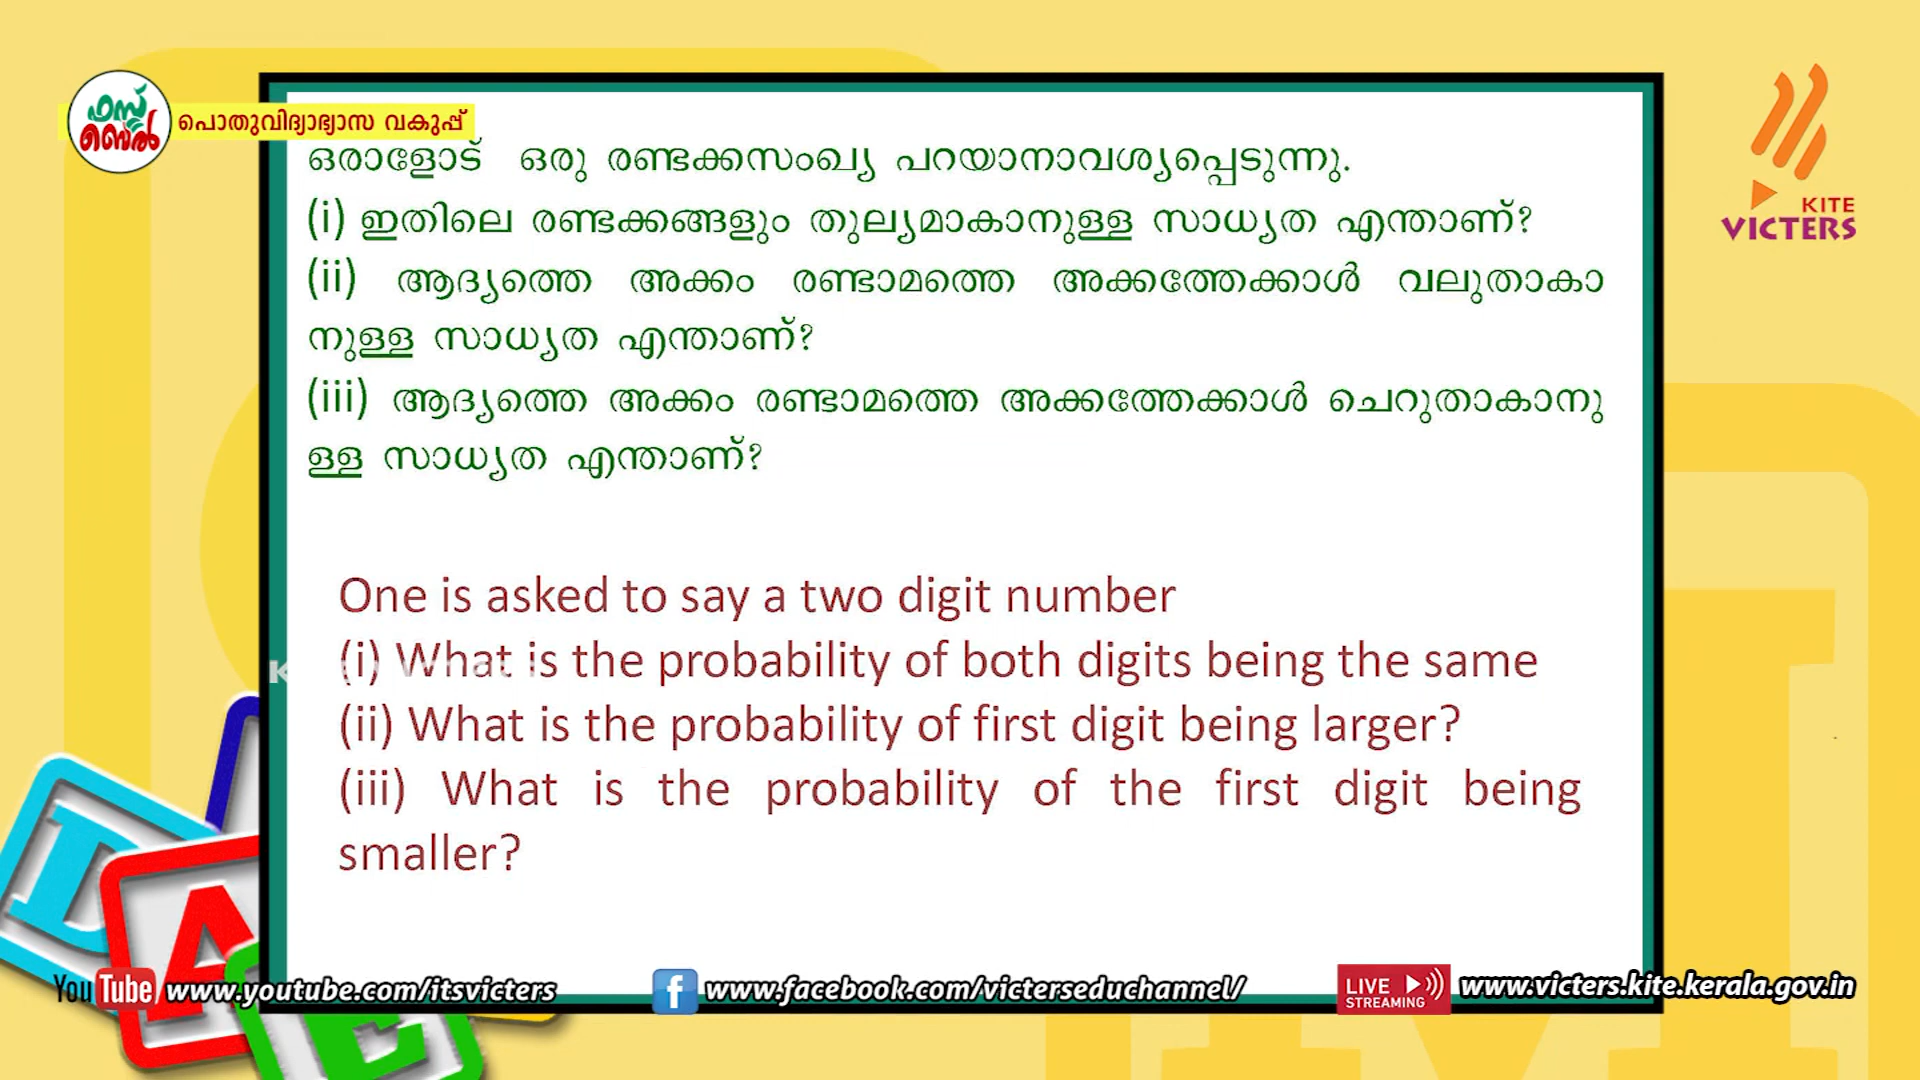 ഫസ്റ്റ്
ബെൽ
പൊതുവിദ്യാഭ്യാസ വകുപ്പ്
KITE
VICTERS
ഒരാളോട് ഒരു രണ്ടക്കസംഖ്യ പറയാനാവശ്യപ്പെടുന്നു.
(i) ഇതിലെ രണ്ടക്കങ്ങളും തുല്യമാകാനുള്ള സാധ്യത എന്താണ്?
(ii) ആദ്യത്തെ അക്കം രണ്ടാമത്തെ അക്കത്തേക്കാൾ വലുതാകാ
നുള്ള സാധ്യത എന്താണ്?
(iii) ആദ്യത്തെ അക്കം രണ്ടാമത്തെ അക്കത്തേക്കാൾ ചെറുതാകാനു
ള്ള സാധ്യത എന്താണ്?
One is asked to say a two digit number
(i) What is the probability of both digits being the same
(ii) What is the probability of first digit being larger?
(iii) What is the probability of the first digit being
smaller?
D
A
E
YouTube www.youtube.com/itsvicters
f www.facebook.com/victerseduchannel/
LIVE STREAMING www.victers.kite.kerala.gov.in